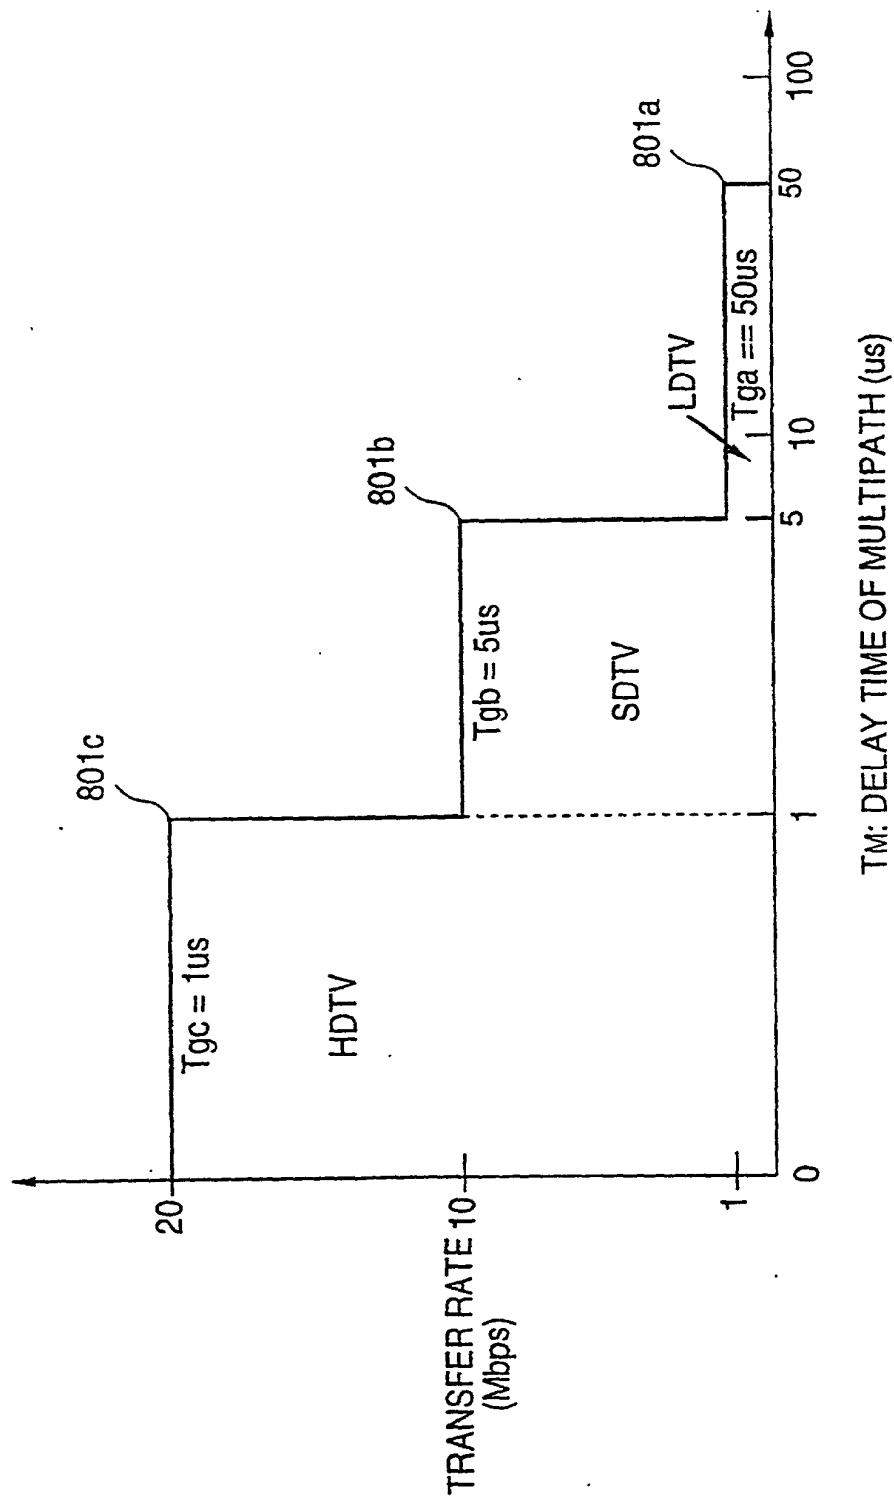 801c
801b
801a
20
Tgc = 1us
HDTV
TRANSFER RATE
(Mbps)
10
Tgb = 5us
SDTV
LDTV
Tga == 50us
1
0
1
5
10
50
100
TM: DELAY TIME OF MULTIPATH (us)